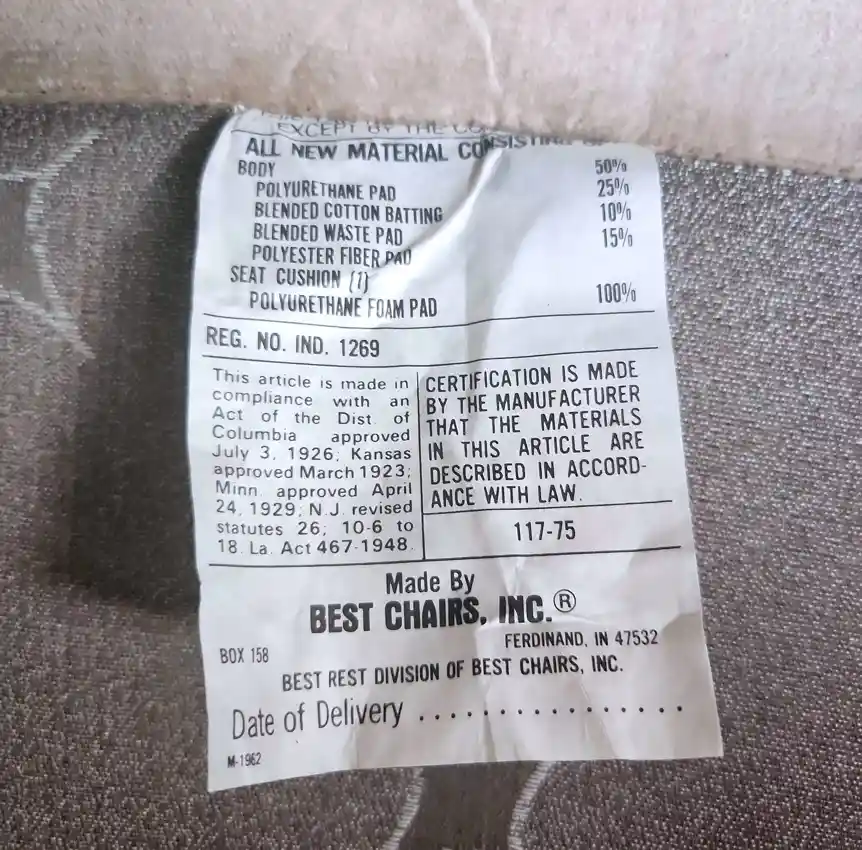 EXCEPT BY THE
ALL NEW MATERIAL CONSISTING
BODY 50%
POLYURETHANE PAD 25%
BLENDED COTTON BATTING 10%
BLENDED WASTE PAD 15%
POLYESTER FIBER PAD
SEAT CUSHION (1)
POLYURETHANE FOAM PAD 100%
REG. NO. IND. 1269
This article is made in
compliance with an
Act of the Dist. of
Columbia approved
July 3, 1926; Kansas
approved March 1923;
Minn. approved April
24, 1929; N.J. revised
statutes 26; 10-6 to
18. La. Act 467-1948.
CERTIFICATION IS MADE
BY THE MANUFACTURER
THAT THE MATERIALS
IN THIS ARTICLE ARE
DESCRIBED IN ACCORD-
ANCE WITH LAW.
117-75
Made By
BEST CHAIRS, INC.®
FERDINAND, IN 47532
BOX 158
BEST REST DIVISION OF BEST CHAIRS, INC.
Date of Delivery .................
M-1962